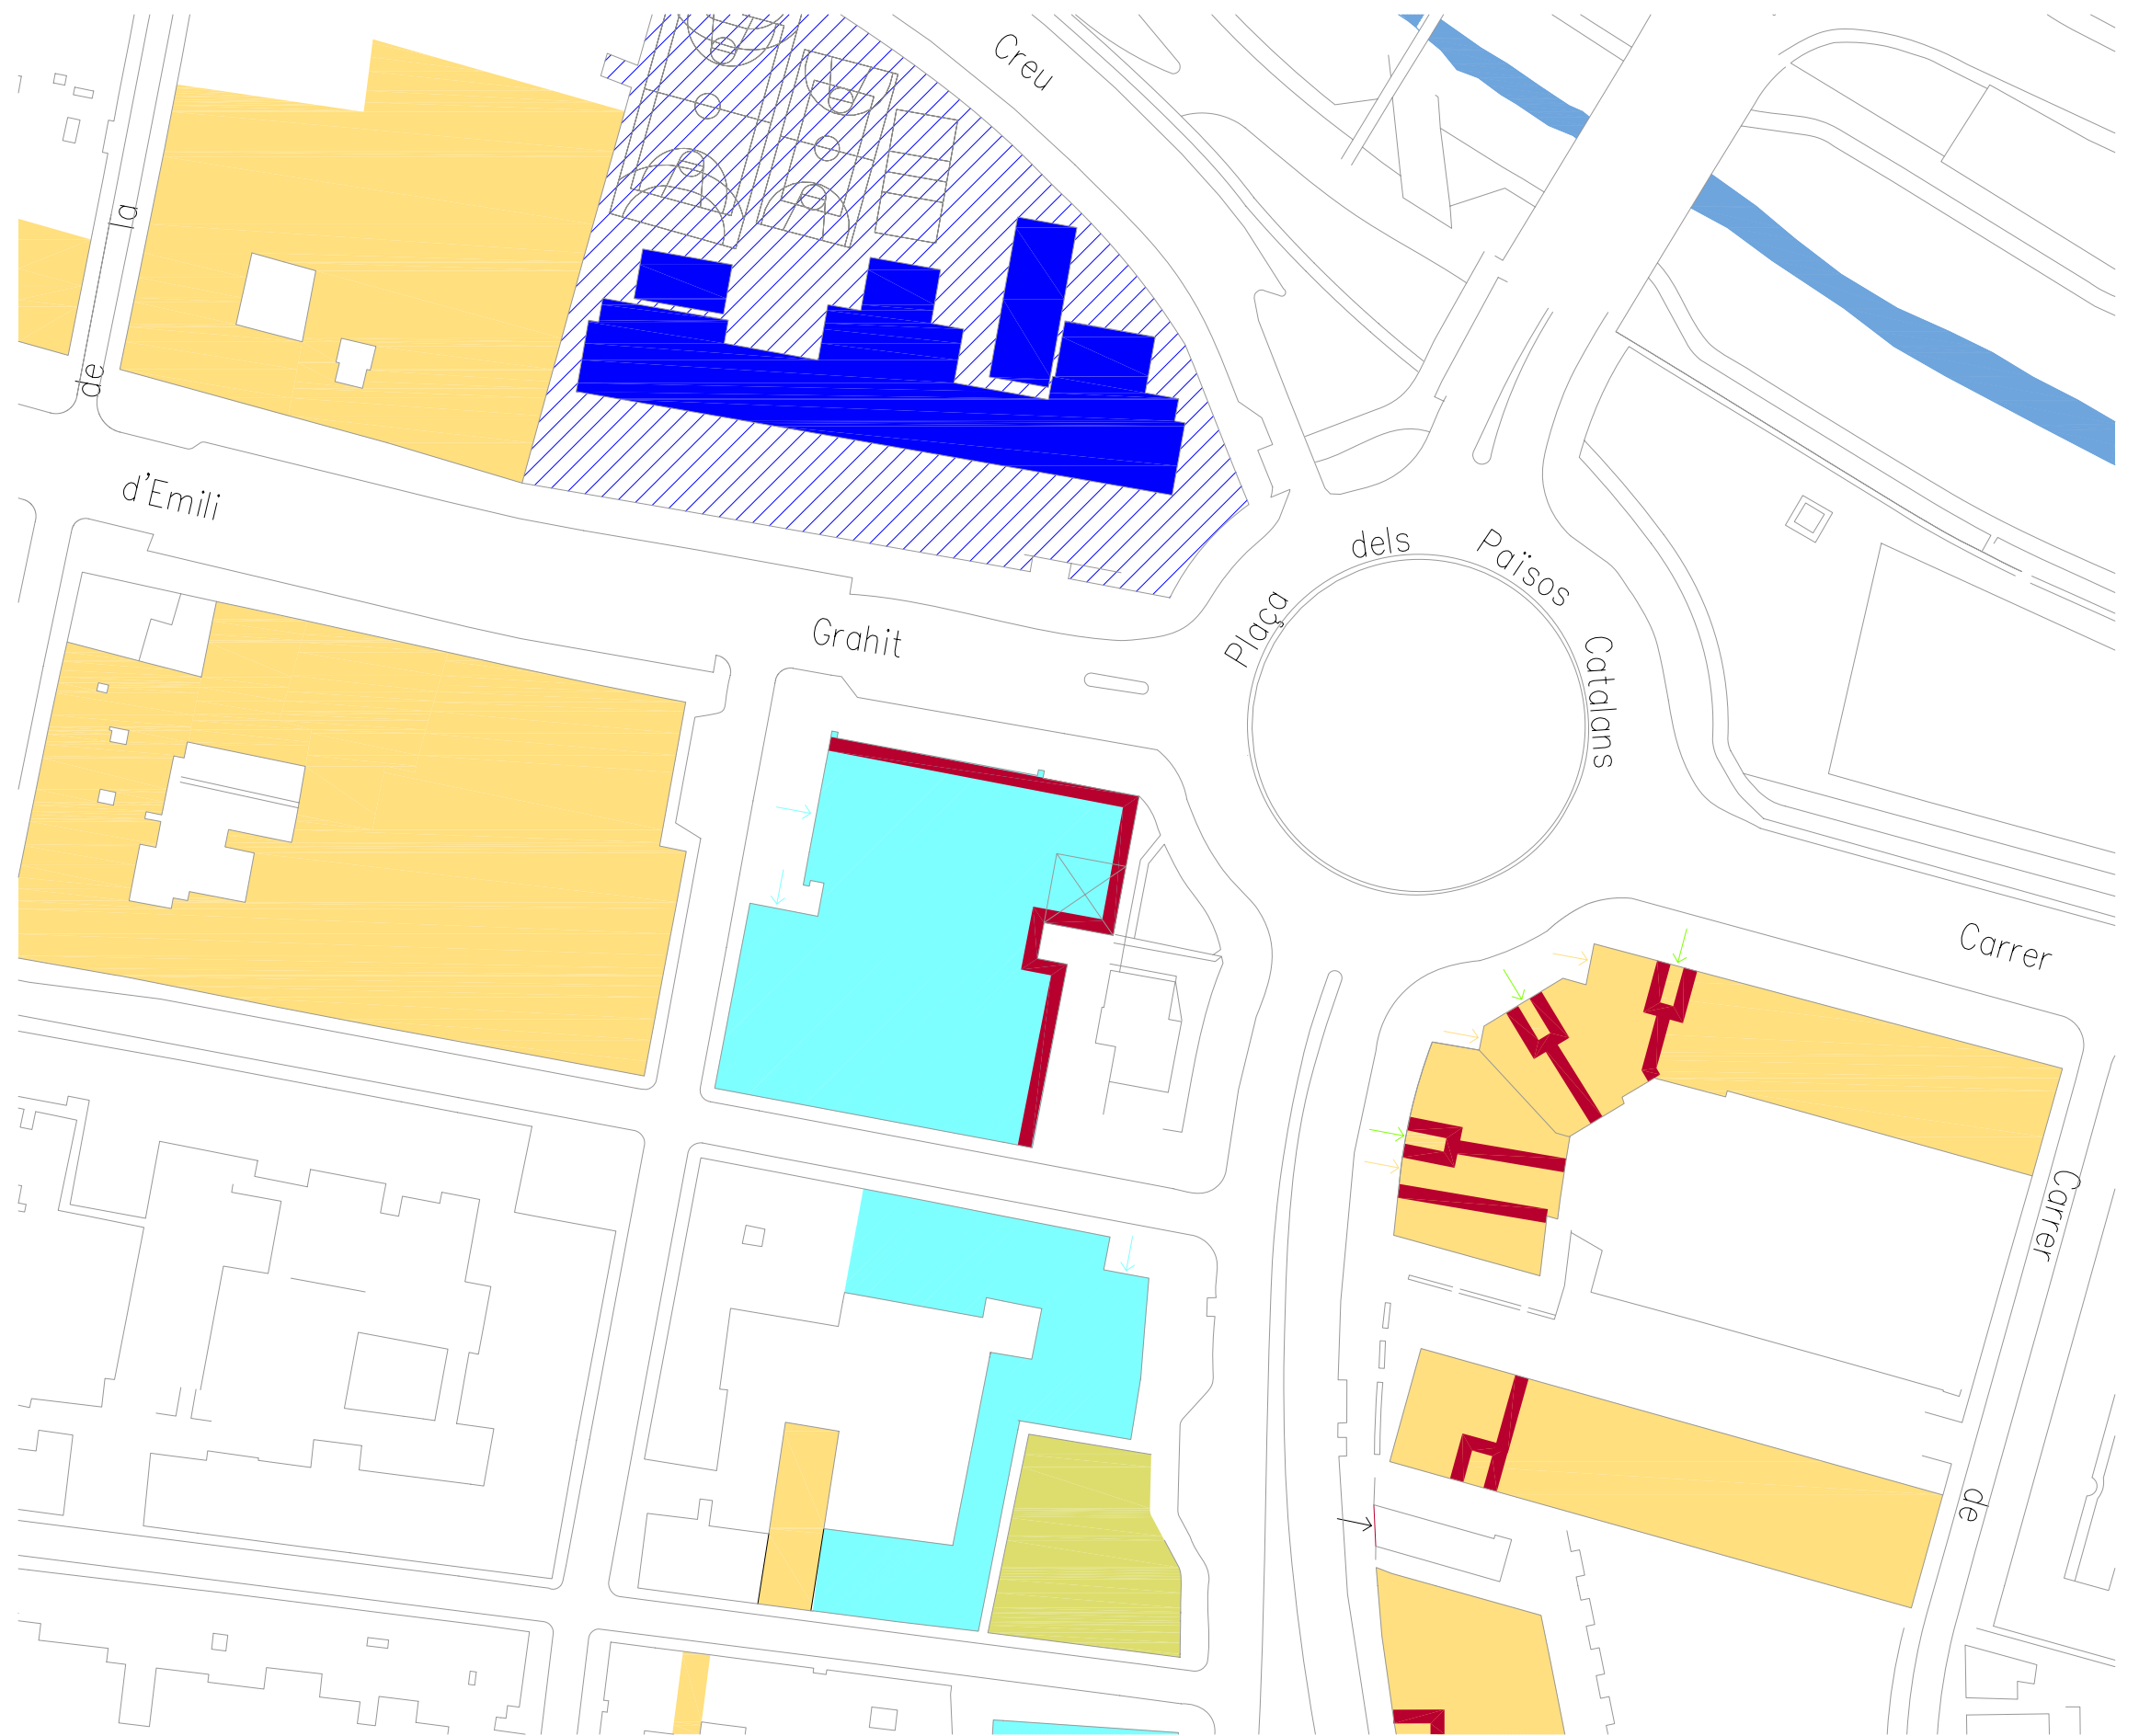 Creu
de la
d'Emili
Grahit
Plaça dels Països Catalans
Carrer
Carrer de